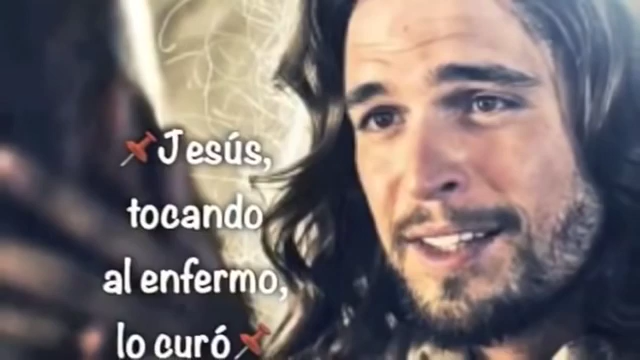 📌Jesús,
tocando
al enfermo,
lo curó📌